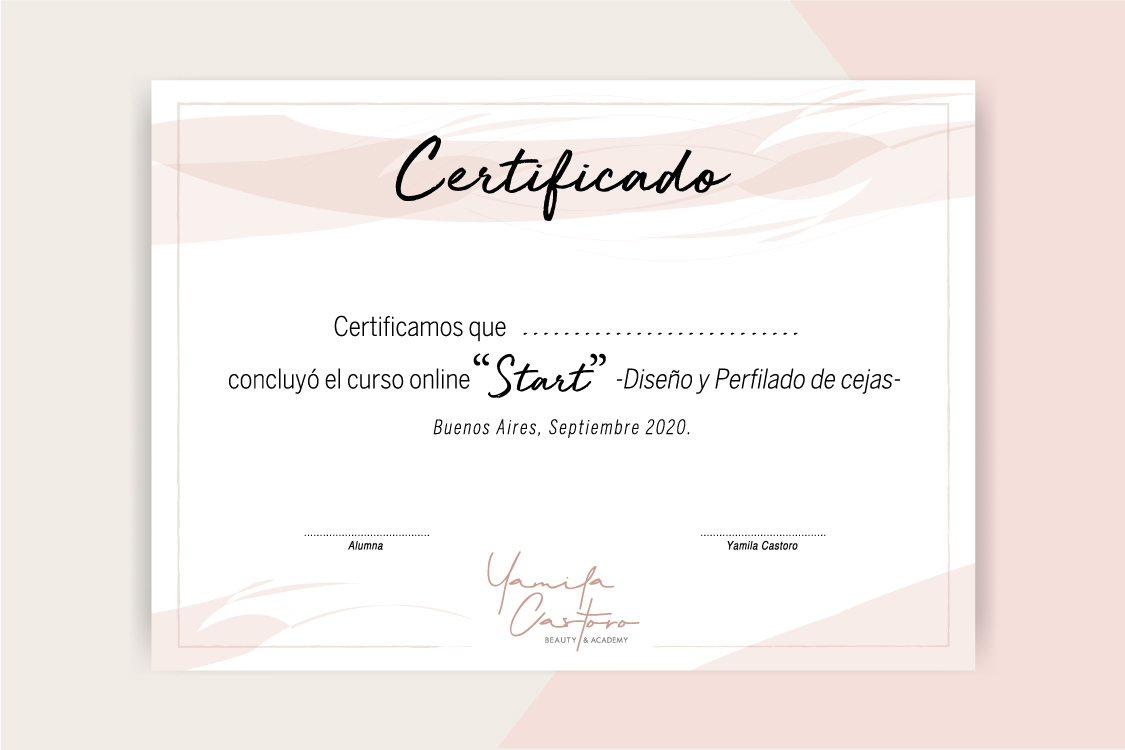 Certificado
Certificamos que ............................
concluyó el curso online “Start” -Diseño y Perfilado de cejas-
Buenos Aires, Septiembre 2020.
Alumna
Yamila Castoro
Yamila
Castoro
BEAUTY & ACADEMY